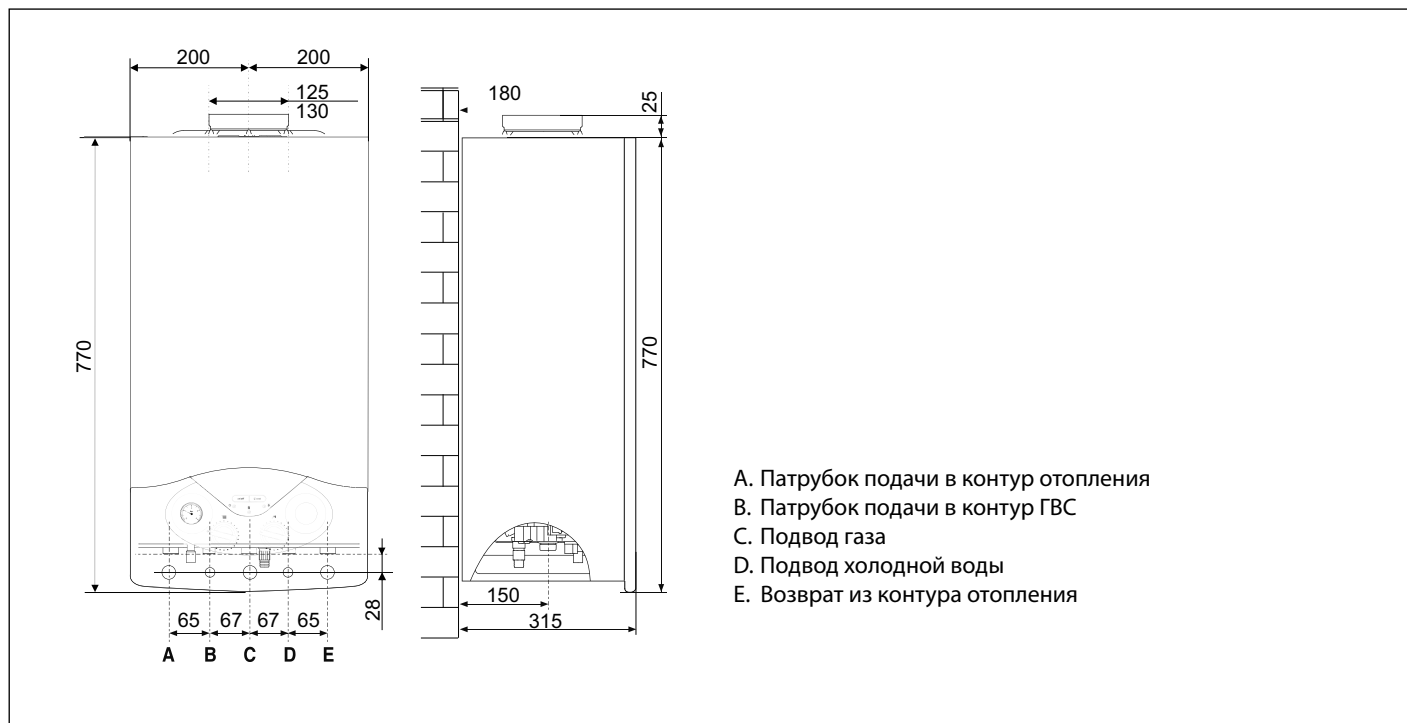 200
200
125
130
180
25
770
770
28
150
315
65
67
67
65
A
B
C
D
E
A. Патрубок подачи в контур отопления
B. Патрубок подачи в контур ГВС
C. Подвод газа
D. Подвод холодной воды
E. Возврат из контура отопления